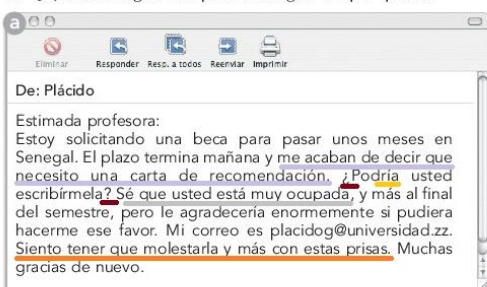 a
Eliminar Responder Resp. a todos Reenviar Imprimir
De: Plácido
Estimada profesora:
Estoy solicitando una beca para pasar unos meses en
Senegal. El plazo termina mañana y me acaban de decir que
necesito una carta de recomendación. ¿Podría usted
escribírmela? Sé que usted está muy ocupada, y más al final
del semestre, pero le agradecería enormemente si pudiera
hacerme ese favor. Mi correo es placidog@universidad.zz.
Siento tener que molestarla y más con estas prisas. Muchas
gracias de nuevo.